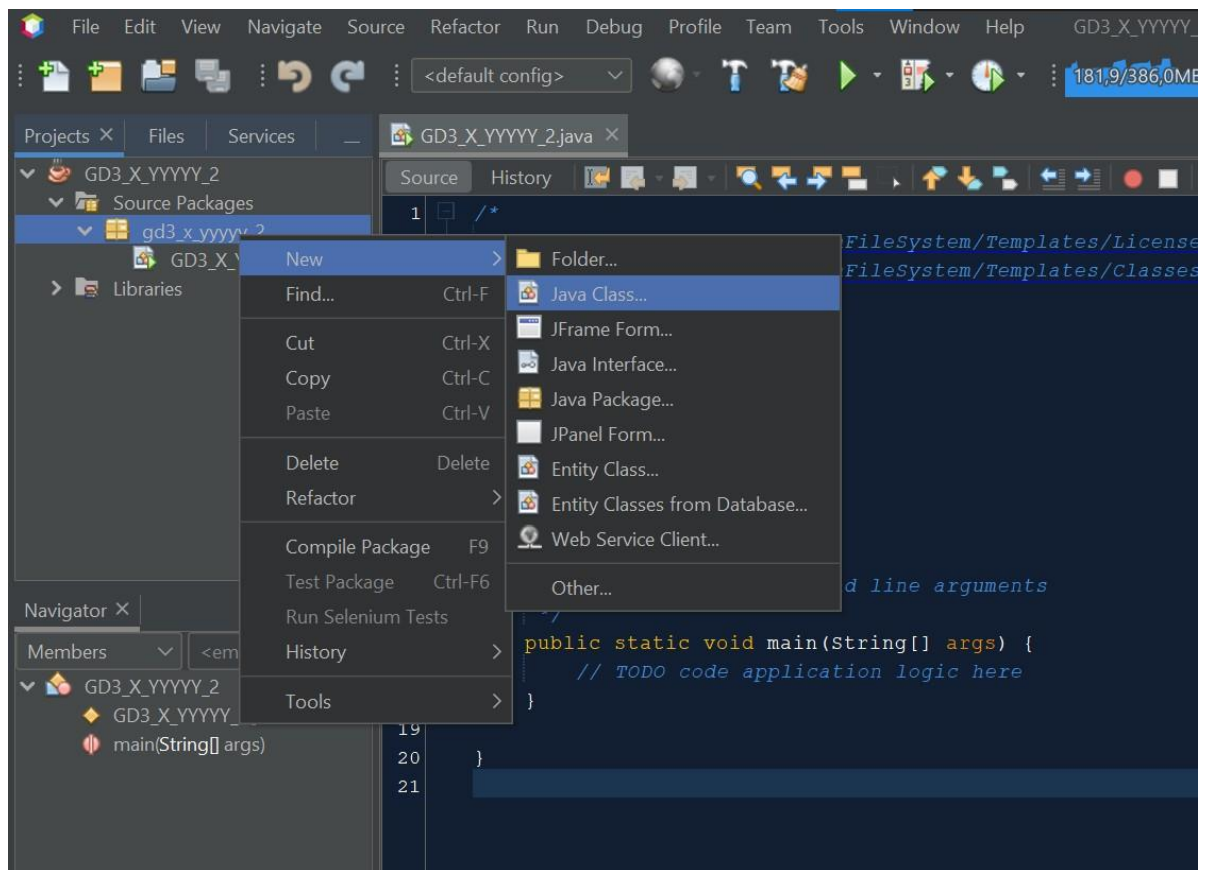 File Edit View Navigate Source Refactor Run Debug Profile Team Tools Window Help GD3_X_YYYYY_
<default config> 181,9/386,0MB
Projects Files Services
GD3_X_YYYYY_2.java
GD3_X_YYYYY_2
Source Packages
gd3_x_yyyyy_2
GD3_X_Y
Libraries
Source History
1 /*
FileSystem/Templates/License
FileSystem/Templates/Classes
New
Find... Ctrl-F
Cut Ctrl-X
Copy Ctrl-C
Paste Ctrl-V
Delete Delete
Refactor
Compile Package F9
Test Package Ctrl-F6
Run Selenium Tests
History
Tools
Folder...
Java Class...
JFrame Form...
Java Interface...
Java Package...
JPanel Form...
Entity Class...
Entity Classes from Database...
Web Service Client...
Other...
d line arguments
*/
public static void main(String[] args) {
// TODO code application logic here
}
19
20 }
21
Navigator
Members <em
GD3_X_YYYYY_2
GD3_X_YYYYY_
main(String[] args)